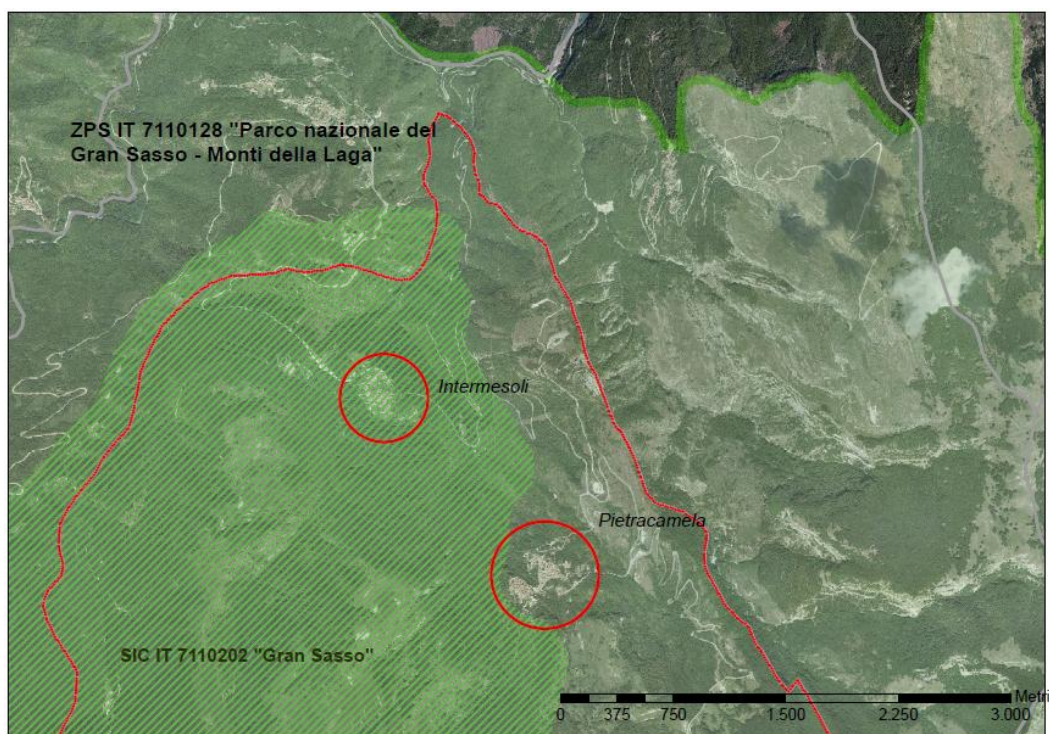 ZPS IT 7110128 "Parco nazionale del
Gran Sasso - Monti della Laga"
Intermesoli
Pietracamela
SIC IT 7110202 "Gran Sasso"
Metri
0 375 750 1.500 2.250 3.000